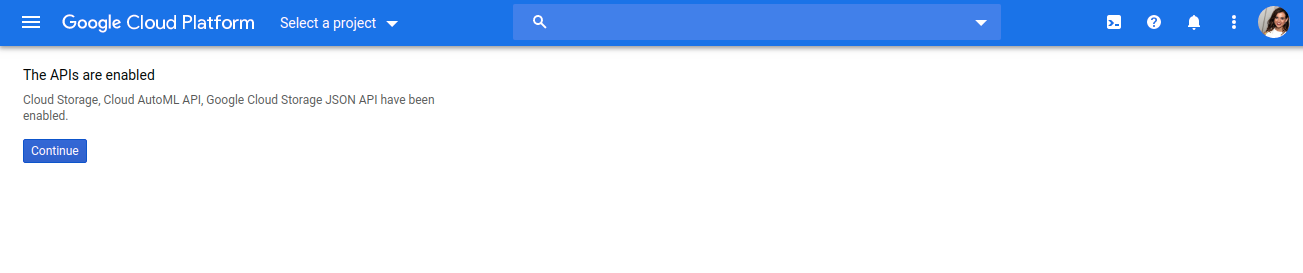 Google Cloud Platform
Select a project
The APIs are enabled
Cloud Storage, Cloud AutoML API, Google Cloud Storage JSON API have been
enabled.
Continue